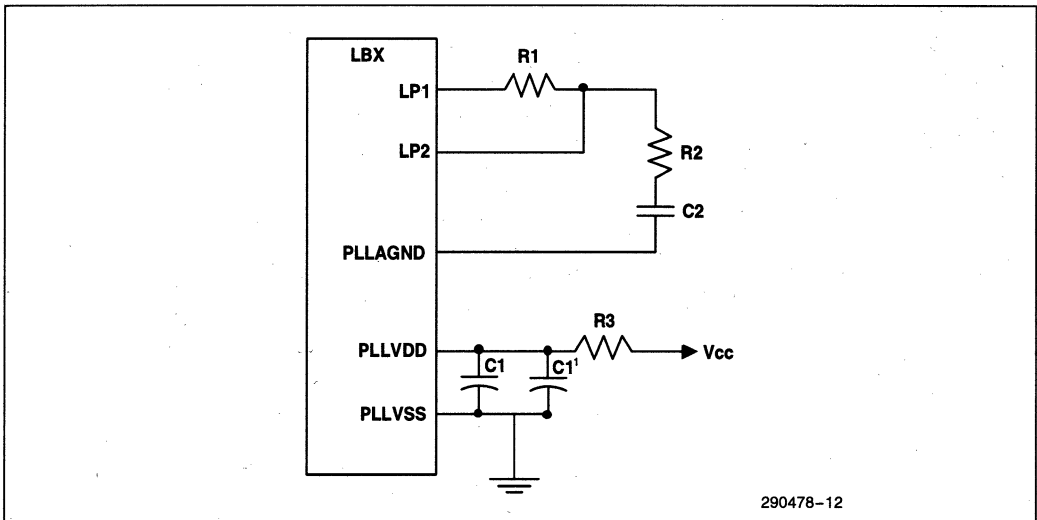 LBX
R1
LP1
LP2
R2
C2
PLLAGND
R3
PLLVDD
Vcc
C1
C1¹
PLLVSS
290478-12